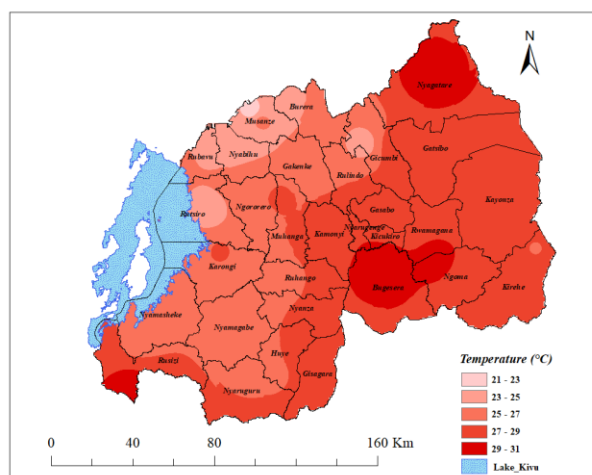 N
Nyagatare
Burera
Musanze
Rubavu
Nyabihu
Gakenke
Rulindo
Gicumbi
Gatsibo
Kayonza
Rutsiro
Ngororero
Muhanga
Kamonyi
Nyarugenge
Gasabo
Kicukiro
Rwamagana
Karongi
Ruhango
Bugesera
Ngoma
Kirehe
Nyamasheke
Nyamagabe
Nyanza
Huye
Gisagara
Rusizi
Nyaruguru
Temperature (°C)
21 - 23
23 - 25
25 - 27
27 - 29
29 - 31
Lake_Kivu
0 40 80 160 Km